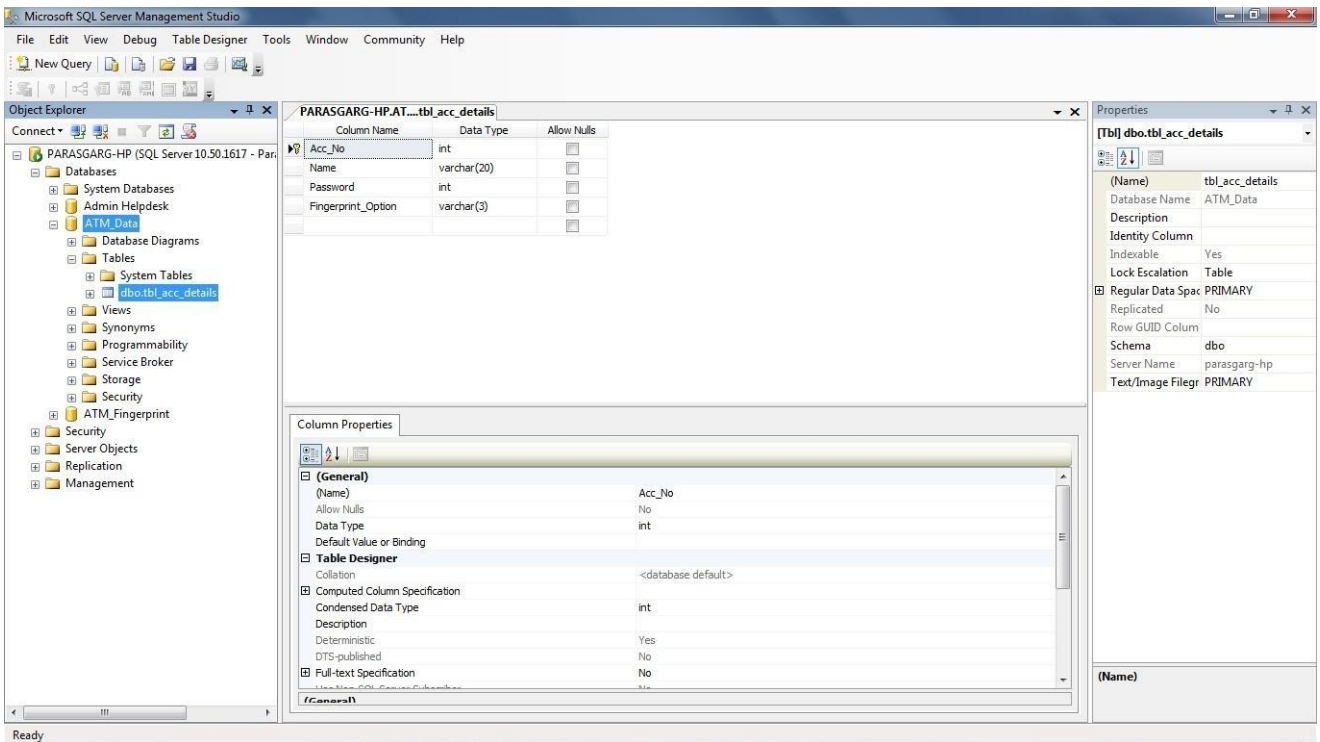 Microsoft SQL Server Management Studio
File Edit View Debug Table Designer Tools Window Community Help
New Query
Object Explorer
Connect
PARASGARG-HP (SQL Server 10.50.1617 - Par
Databases
System Databases
Admin Helpdesk
ATM_Data
Database Diagrams
Tables
System Tables
dbo.tbl_acc_details
Views
Synonyms
Programmability
Service Broker
Storage
Security
ATM_Fingerprint
Security
Server Objects
Replication
Management
PARASGARG-HP.AT....tbl_acc_details
Column Name Data Type Allow Nulls
Acc_No int
Name varchar(20)
Password int
Fingerprint_Option varchar(3)
Column Properties
(General)
(Name) Acc_No
Allow Nulls No
Data Type int
Default Value or Binding
Table Designer
Collation <database default>
Computed Column Specification
Condensed Data Type int
Description
Deterministic Yes
DTS-published No
Full-text Specification No
(General)
Properties
[Tbl] dbo.tbl_acc_details
(Name) tbl_acc_details
Database Name ATM_Data
Description
Identity Column
Indexable Yes
Lock Escalation Table
Regular Data Spac PRIMARY
Replicated No
Row GUID Colum
Schema dbo
Server Name parasgarg-hp
Text/Image Filegr PRIMARY
(Name)
Ready